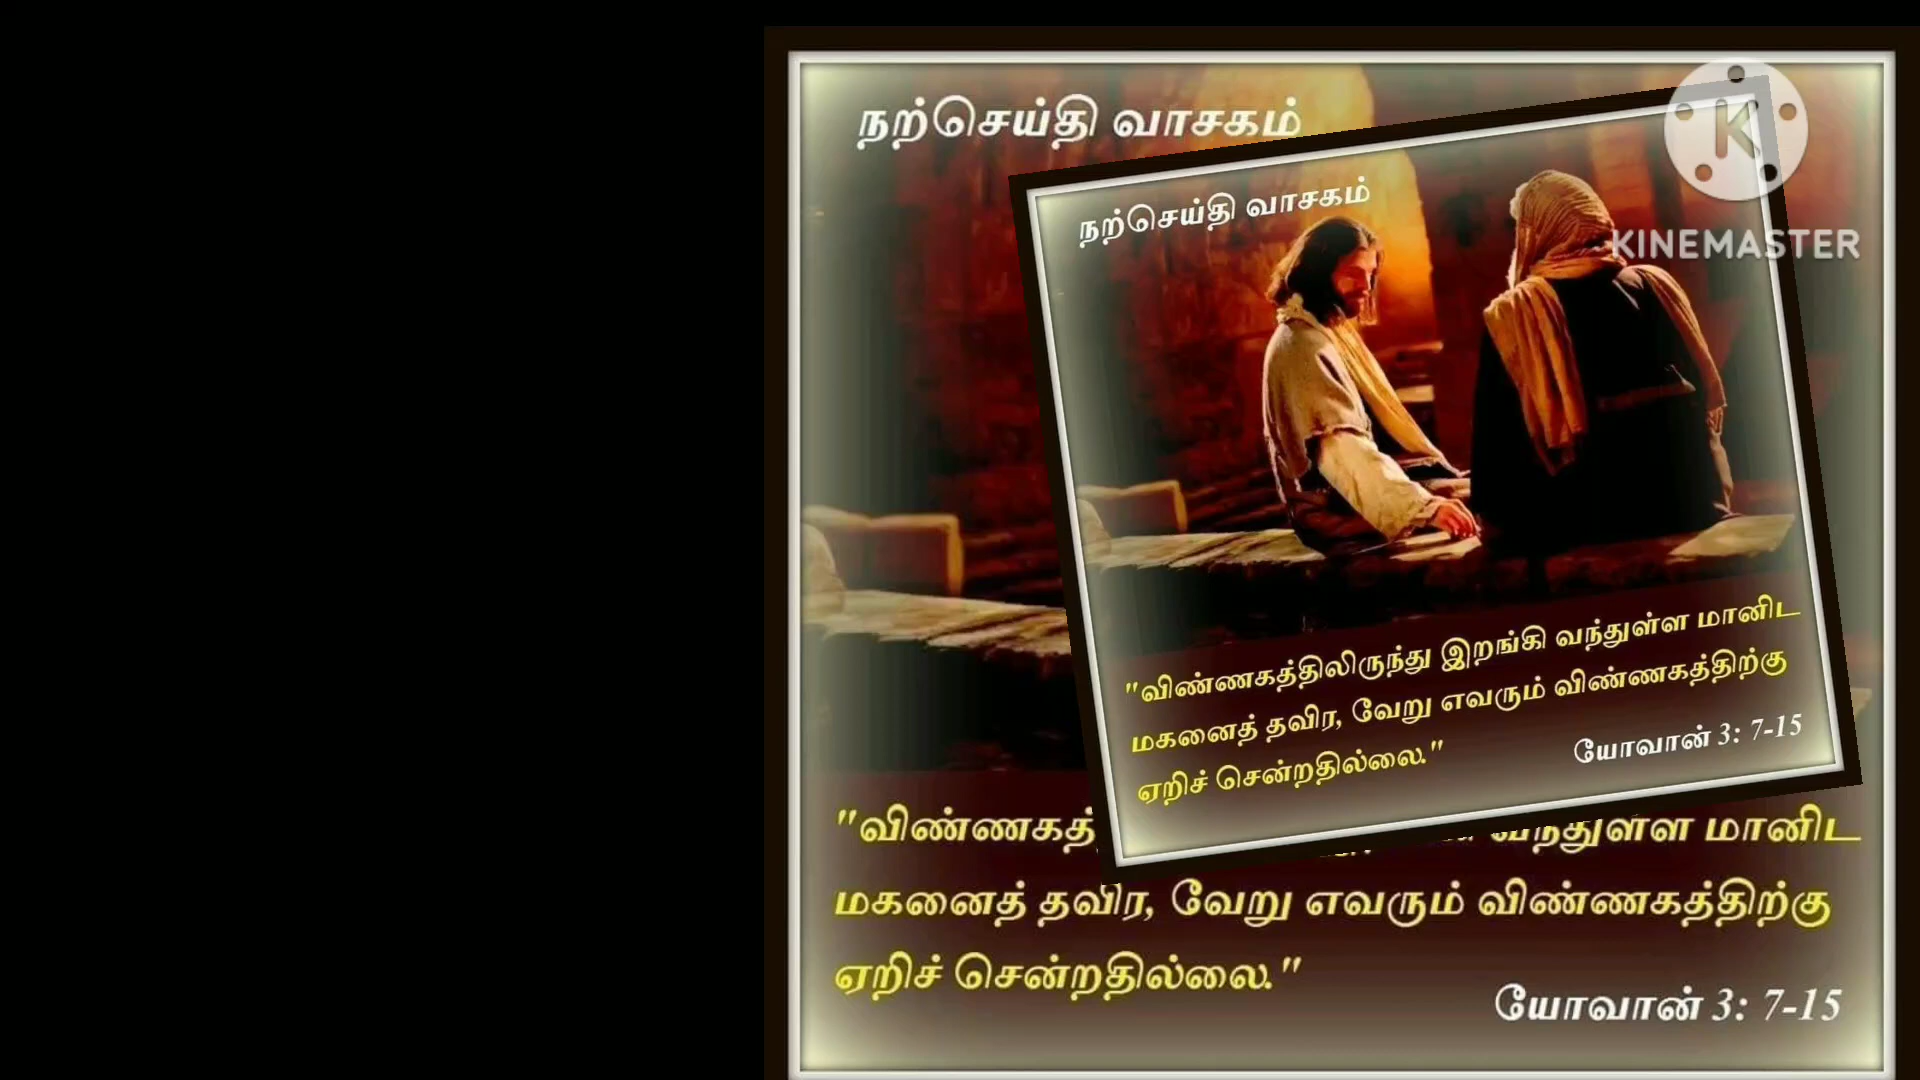 நற்செய்தி வாசகம்
நற்செய்தி வாசகம்
KINEMASTER
"விண்ணகத்திலிருந்து இறங்கி வந்துள்ள மானிட
மகனைத் தவிர, வேறு எவரும் விண்ணகத்திற்கு
ஏறிச் சென்றதில்லை."
யோவான் 3: 7-15
"விண்ணகத் வந்துள்ள மானிட
மகனைத் தவிர, வேறு எவரும் விண்ணகத்திற்கு
ஏறிச் சென்றதில்லை."
யோவான் 3: 7-15